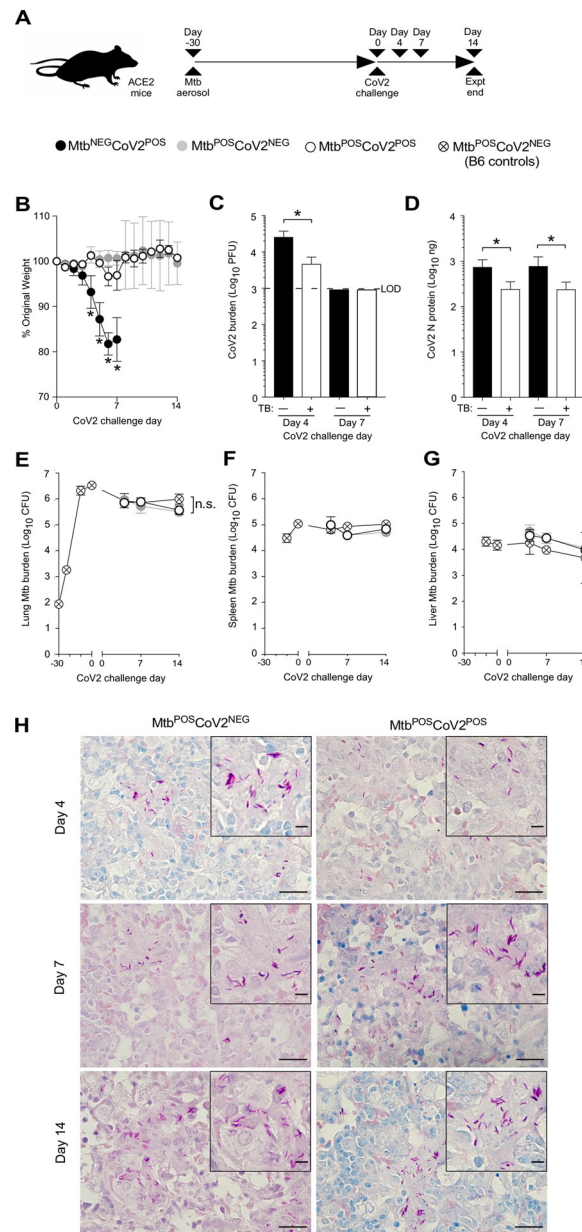 A
Day -30
Day 0
Day 4
Day 7
Day 14
ACE2 mice
Mtb aerosol
CoV2 challenge
Expt end
MtbNEGCoV2POS
MtbPOSCoV2NEG
MtbPOSCoV2POS
MtbPOSCoV2NEG
(B6 controls)
B
110
100
90
80
70
% Original Weight
* * * *
0 7 14
CoV2 challenge day
C
5
4
3
2
1
0
CoV2 burden (Log10 PFU)
*
LOD
TB: — + — +
Day 4 Day 7
CoV2 challenge day
D
5
4
3
2
1
0
CoV2 N protein (Log10 ng)
* *
TB: — + — +
Day 4 Day 7
CoV2 challenge day
E
7
6
5
4
3
2
1
0
Lung Mtb burden (Log10 CFU)
n.s.
-30 0 0 7 14
CoV2 challenge day
F
7
6
5
4
3
2
1
0
Spleen Mtb burden (Log10 CFU)
-30 0 0 7 14
CoV2 challenge day
G
7
6
5
4
3
2
1
0
Liver Mtb burden (Log10 CFU)
-30 0 0 7
CoV2 challenge day
H
MtbPOSCoV2NEG MtbPOSCoV2POS
Day 4
Day 7
Day 14